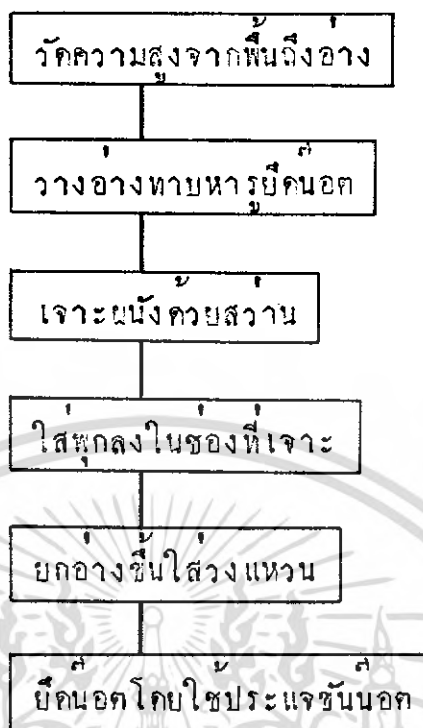 วัดความสูงจากพื้นถึงอ่าง
วางอ่างทาบหารูยึดน๊อต
เจาะผนังด้วยสว่าน
ใส่พุกลงในช่องที่เจาะ
ยกอ่างขึ้นใส่วงแหวน
ยึดน๊อตโดยใช้ประแจขันน๊อต